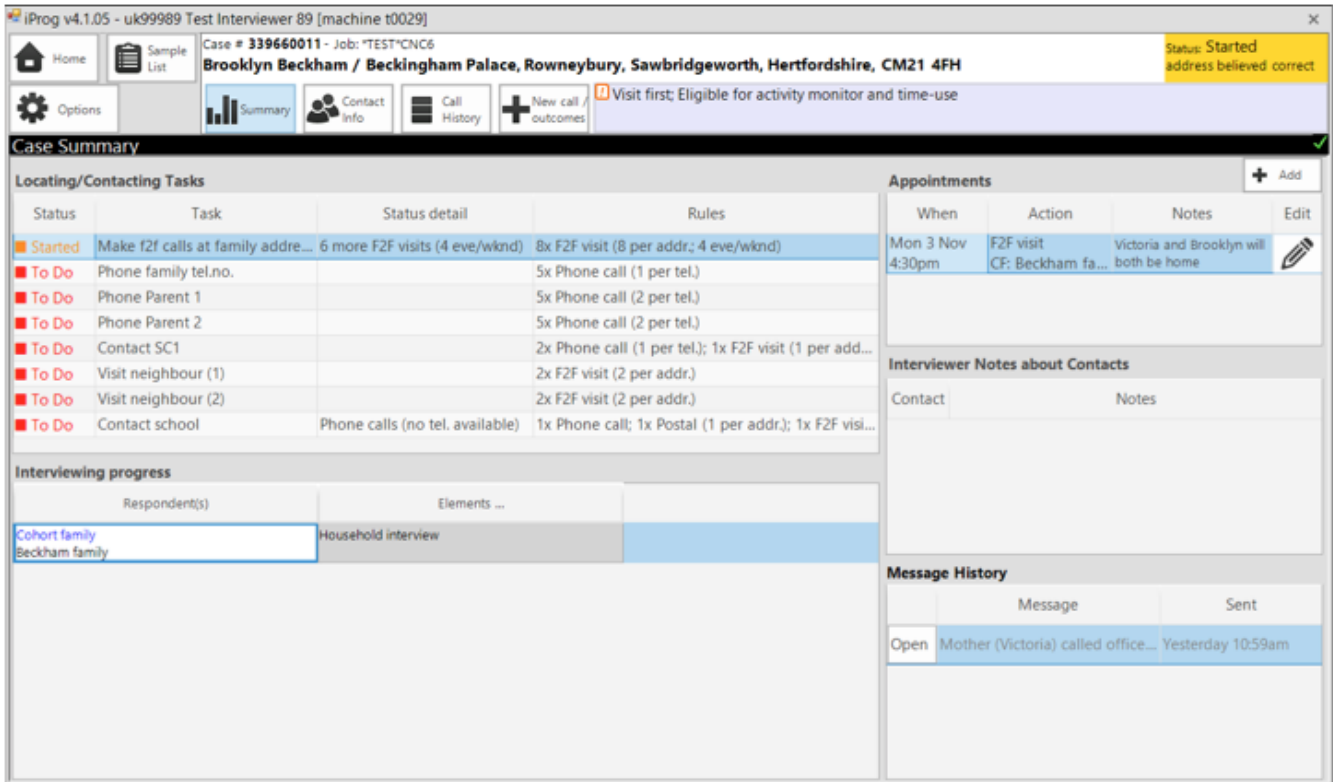 iProg v4.1.05 - uk99989 Test Interviewer 89 [machine t0029]
Home
Sample List
Case # 339660011 - Job: *TEST*CNC6
Brooklyn Beckham / Beckingham Palace, Rowneybury, Sawbridgeworth, Hertfordshire, CM21 4FH
Status: Started
address believed correct
Options
Summary
Contact Info
Call History
New call / outcomes
Visit first; Eligible for activity monitor and time-use
Case Summary
Locating/Contacting Tasks
Status Task Status detail Rules
Started Make f2f calls at family addre... 6 more F2F visits (4 eve/wknd) 8x F2F visit (8 per addr.; 4 eve/wknd)
To Do Phone family tel.no. 5x Phone call (1 per tel.)
To Do Phone Parent 1 5x Phone call (2 per tel.)
To Do Phone Parent 2 5x Phone call (2 per tel.)
To Do Contact SC1 2x Phone call (1 per tel.); 1x F2F visit (1 per add...
To Do Visit neighbour (1) 2x F2F visit (2 per addr.)
To Do Visit neighbour (2) 2x F2F visit (2 per addr.)
To Do Contact school Phone calls (no tel. available) 1x Phone call; 1x Postal (1 per addr.); 1x F2F visi...
Interviewing progress
Respondent(s) Elements ...
Cohort family Household interview
Beckham family
Appointments
Add
When Action Notes Edit
Mon 3 Nov F2F visit Victoria and Brooklyn will
4:30pm CF: Beckham fa... both be home
Interviewer Notes about Contacts
Contact Notes
Message History
Message Sent
Open Mother (Victoria) called office... Yesterday 10:59am